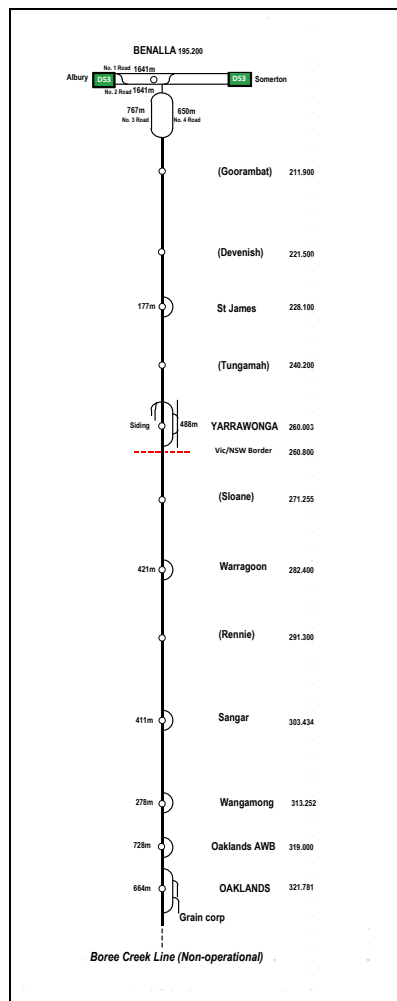 BENALLA 195.200
No. 1 Road 1641m
Albury D53 D53 Somerton
No. 2 Road 1641m
767m 650m
No. 3 Road No. 4 Road
(Goorambat) 211.900
(Devenish) 221.500
177m St James 228.100
(Tungamah) 240.200
Siding 488m YARRAWONGA 260.003
Vic/NSW Border 260.800
(Sloane) 271.255
421m Warragoon 282.400
(Rennie) 291.300
411m Sangar 303.434
278m Wangamong 313.252
728m Oaklands AWB 319.000
664m OAKLANDS 321.781
Grain corp
Boree Creek Line (Non-operational)